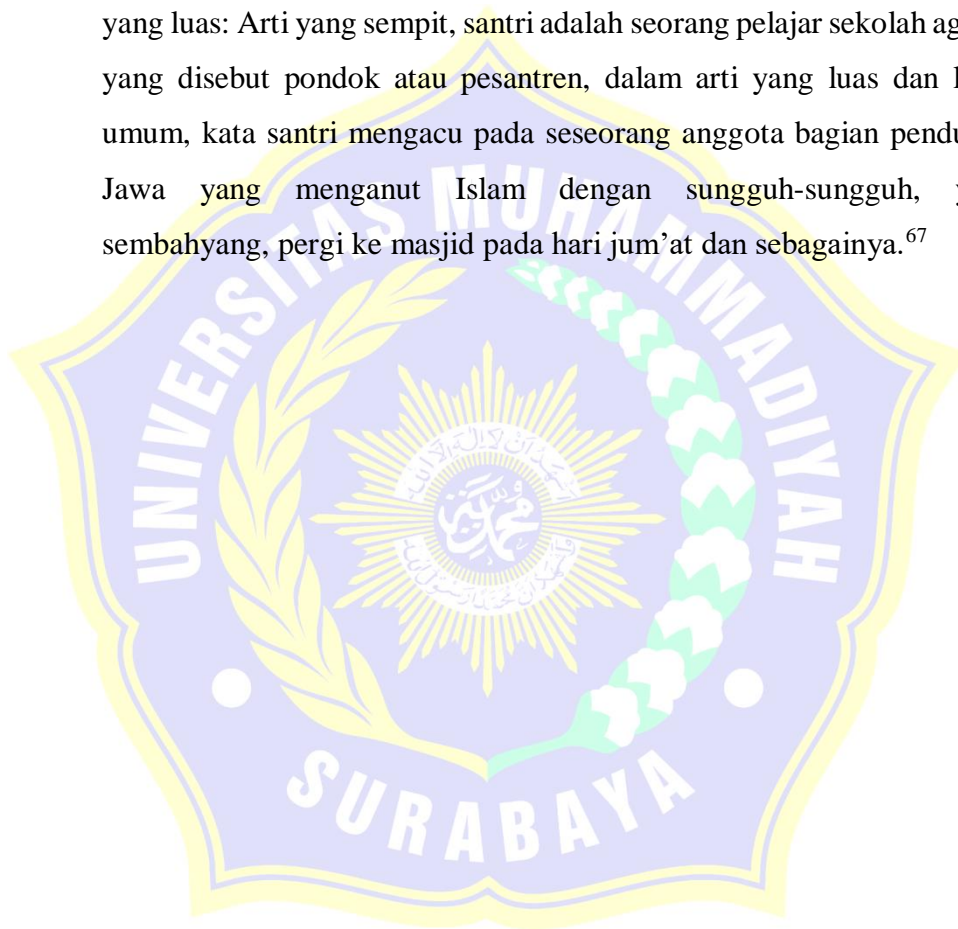 yang luas: Arti yang sempit, santri adalah seorang pelajar sekolah ag
yang disebut pondok atau pesantren, dalam arti yang luas dan l
umum, kata santri mengacu pada seseorang anggota bagian pendu
Jawa yang menganut Islam dengan sungguh-sungguh, y
sembahyang, pergi ke masjid pada hari jum’at dan sebagainya.67
UNIVERSITAS MUHAMMADIYAH
SURABAYA